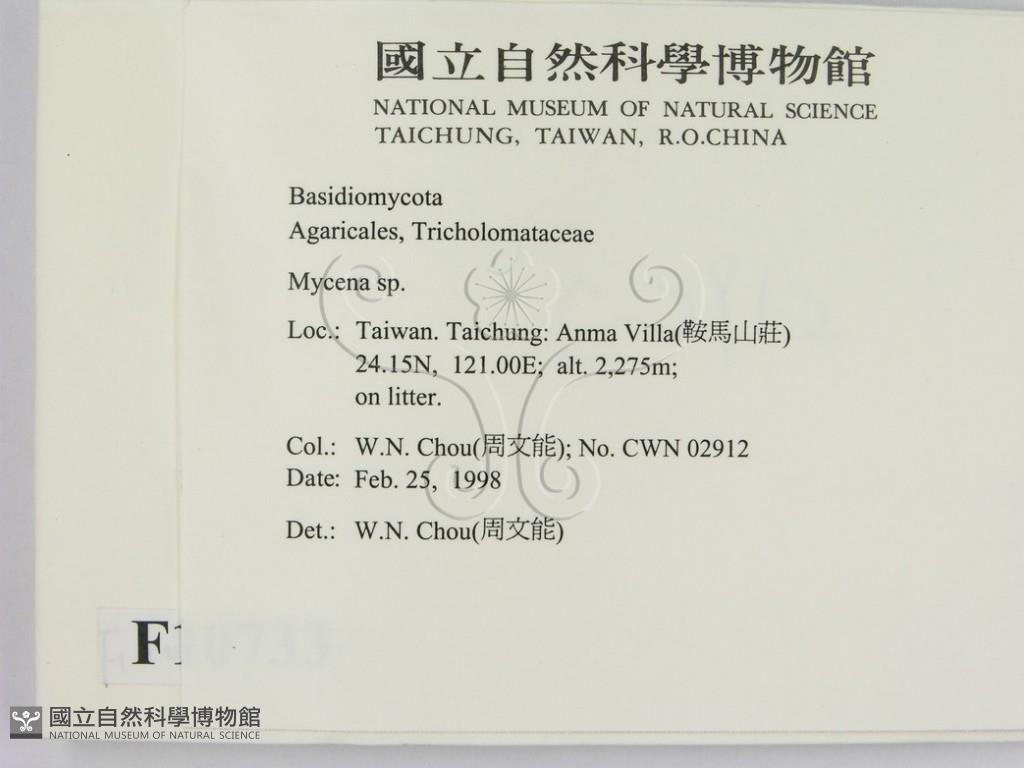 國立自然科學博物館
NATIONAL MUSEUM OF NATURAL SCIENCE
TAICHUNG, TAIWAN, R.O.CHINA
Basidiomycota
Agaricales, Tricholomataceae
Mycena sp.
Loc.: Taiwan. Taichung: Anma Villa(鞍馬山莊)
24.15N, 121.00E; alt. 2,275m;
on litter.
Col.: W.N. Chou(周文能); No. CWN 02912
Date: Feb. 25, 1998
Det.: W.N. Chou(周文能)
國立自然科學博物館
NATIONAL MUSEUM OF NATURAL SCIENCE